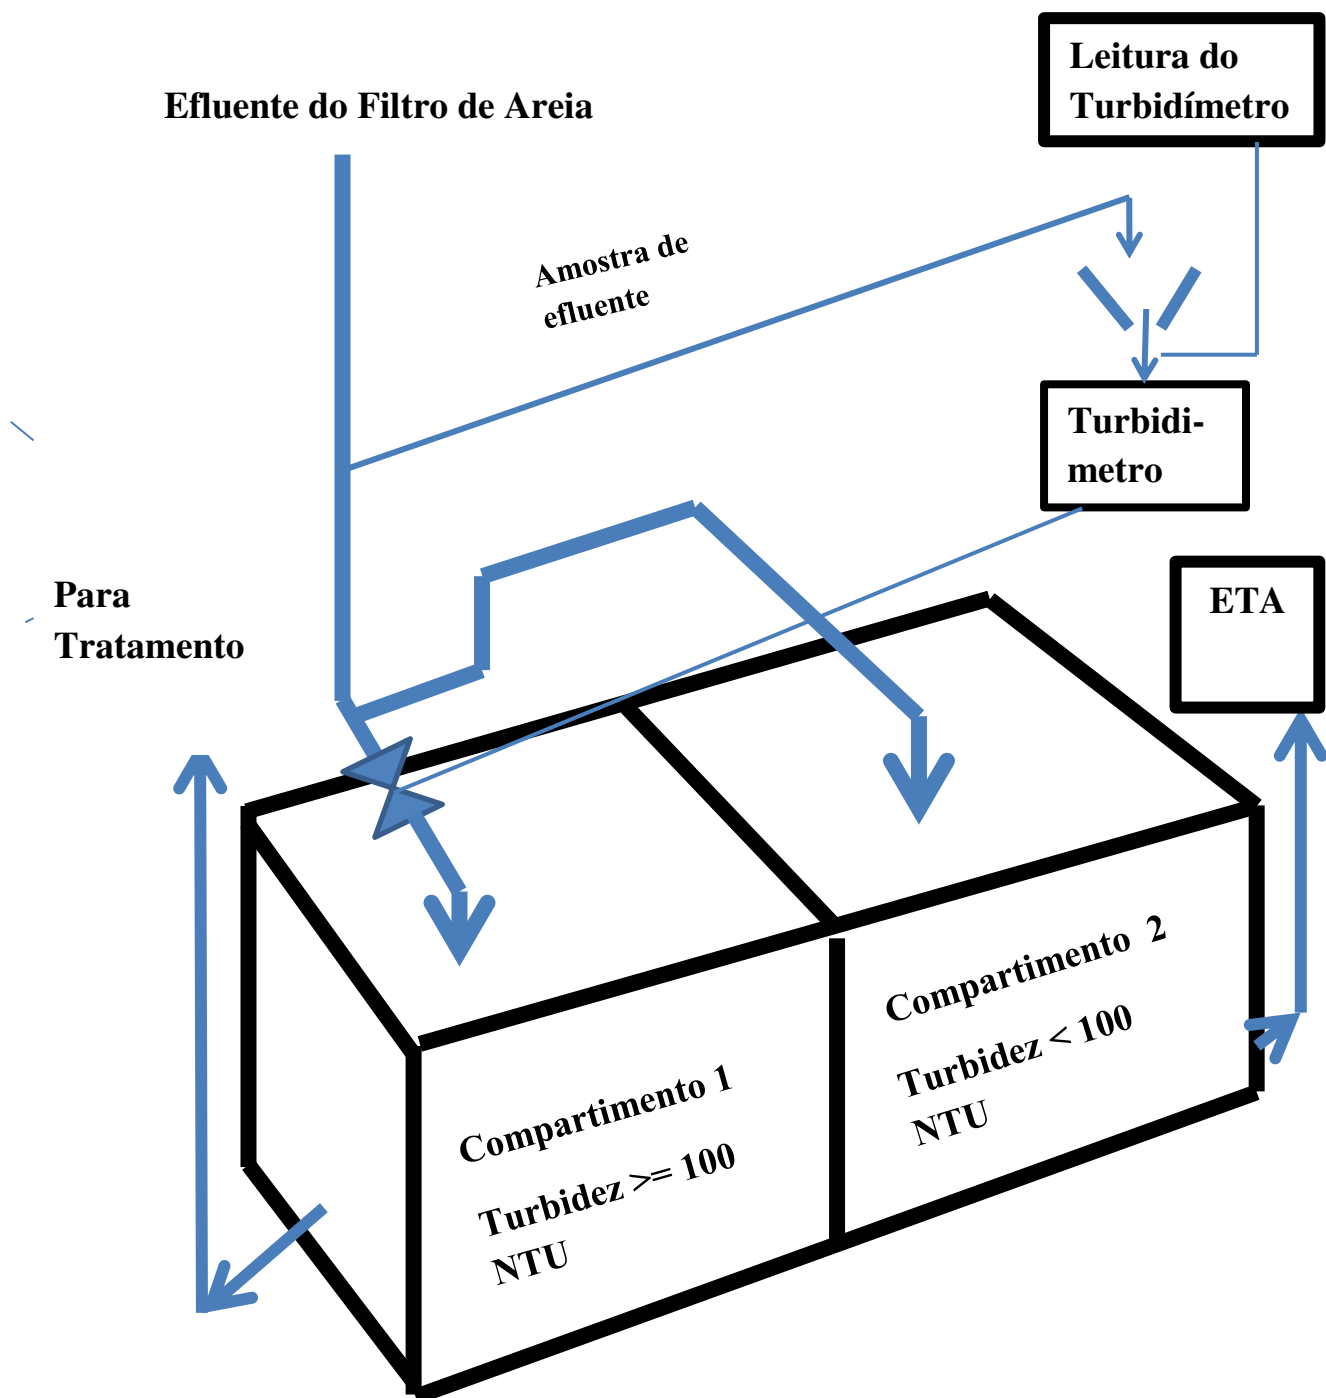 Leitura do
Turbidímetro
Efluente do Filtro de Areia
Amostra de
efluente
Turbidi-
metro
Para
Tratamento
ETA
Compartimento 2
Turbidez < 100
NTU
Compartimento 1
Turbidez >= 100
NTU